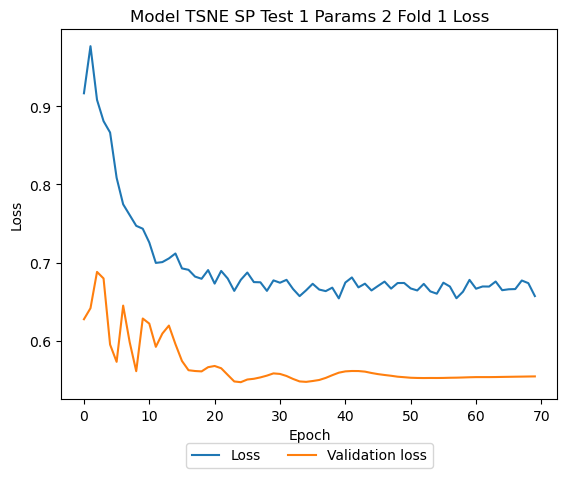 Model TSNE SP Test 1 Params 2 Fold 1 Loss
Loss
0.9
0.8
0.7
0.6
0 10 20 30 40 50 60 70
Epoch
Loss Validation loss